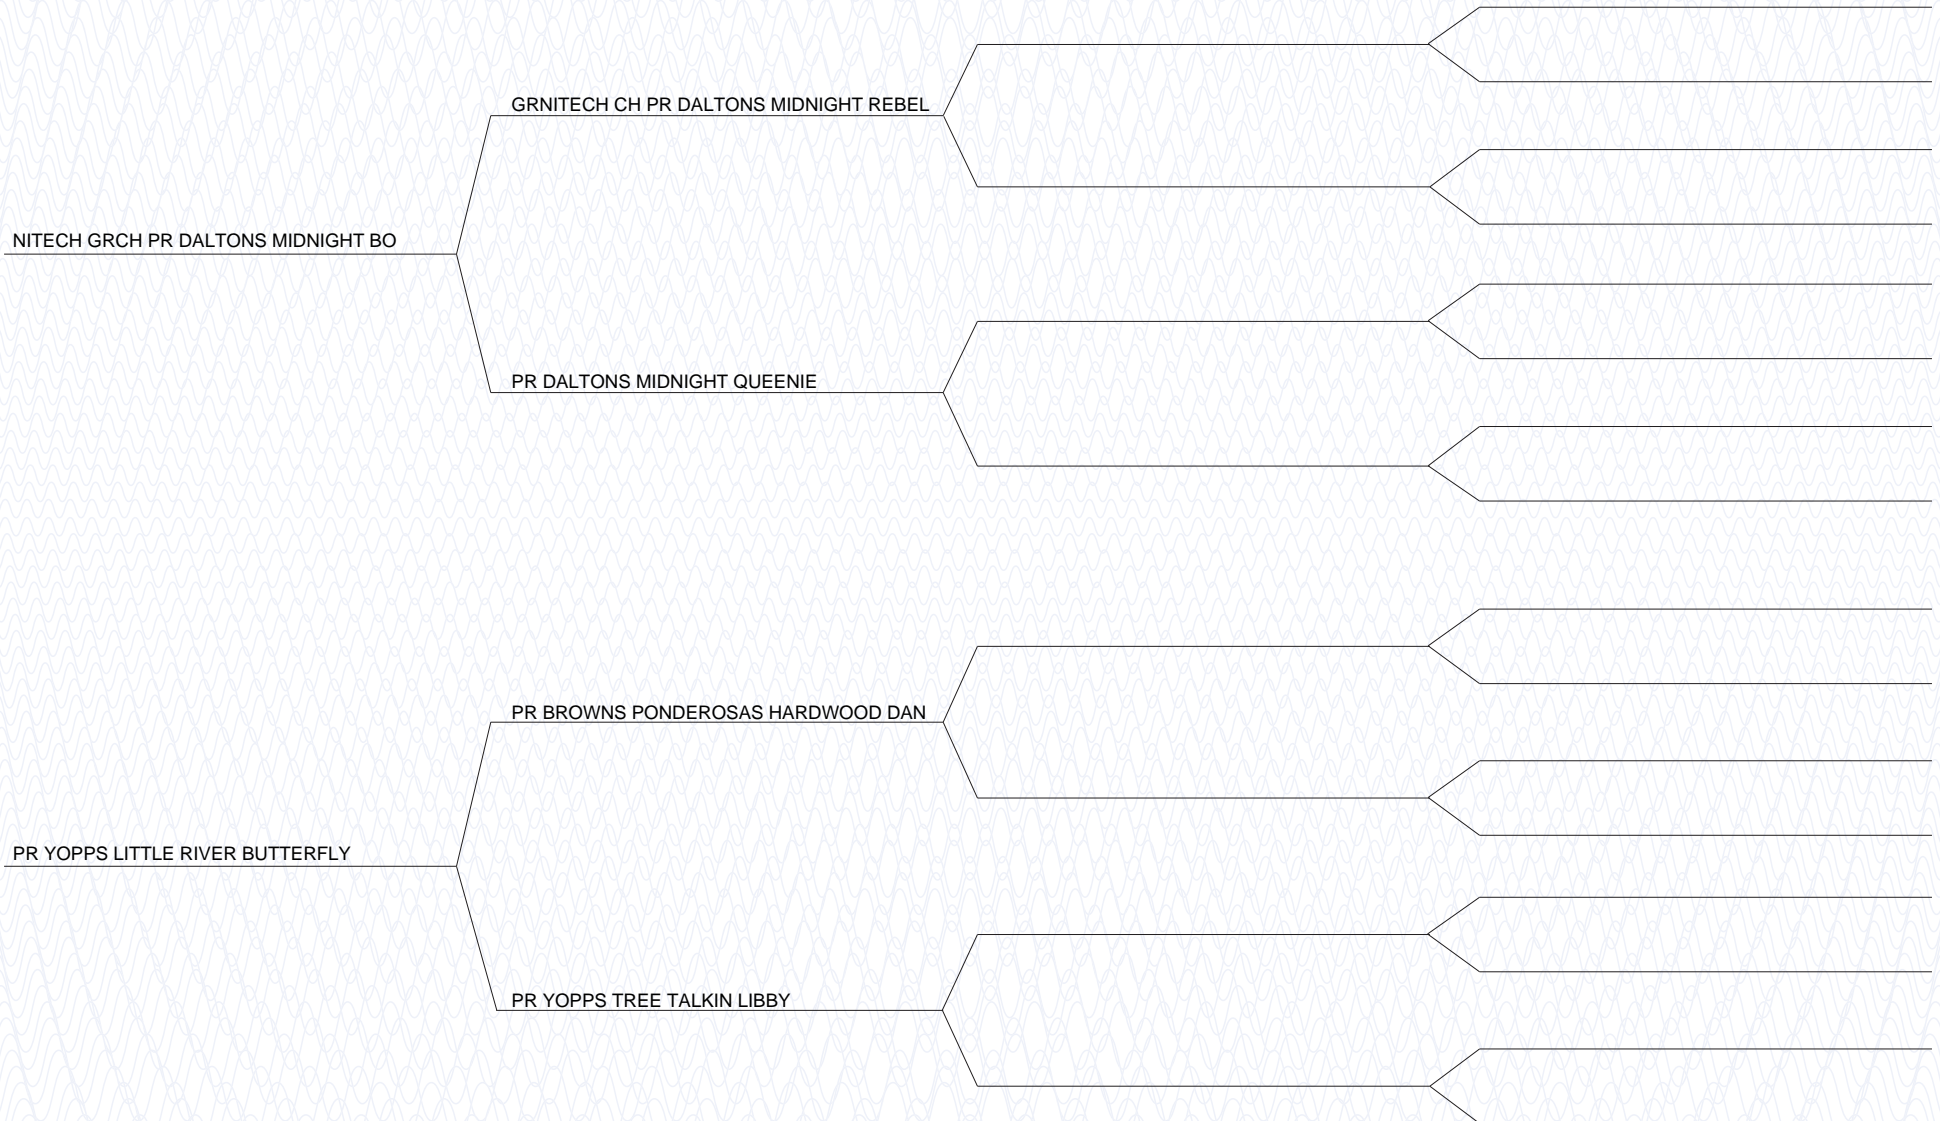 GRNITECH CH PR DALTONS MIDNIGHT REBEL
NITECH GRCH PR DALTONS MIDNIGHT BO
PR DALTONS MIDNIGHT QUEENIE
PR BROWNS PONDEROSAS HARDWOOD DAN
PR YOPPS LITTLE RIVER BUTTERFLY
PR YOPPS TREE TALKIN LIBBY